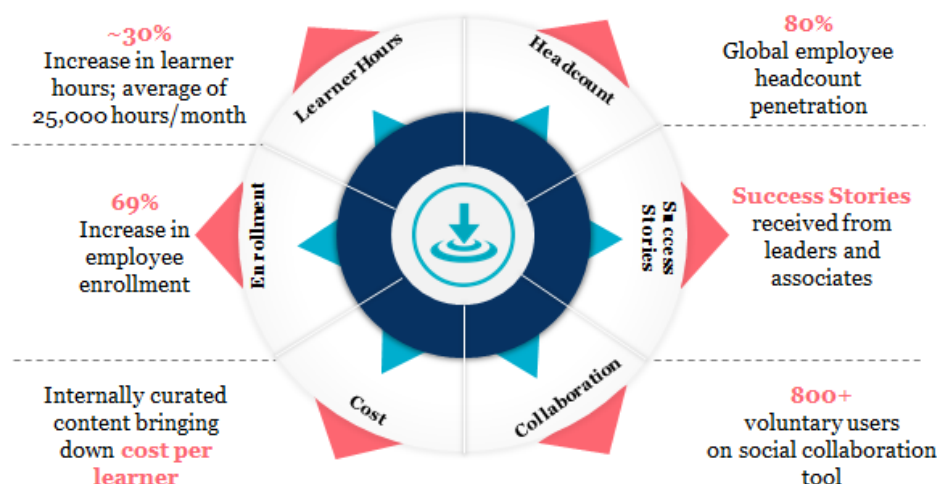 ~30%
Increase in learner
hours; average of
25,000 hours/month
69%
Increase in
employee
enrollment
Internally curated
content bringing
down cost per
learner
Learner Hours
Headcount
Enrollment
Success
Stories
Cost
Collaboration
80%
Global employee
headcount
penetration
Success Stories
received from
leaders and
associates
800+
voluntary users
on social collaboration
tool